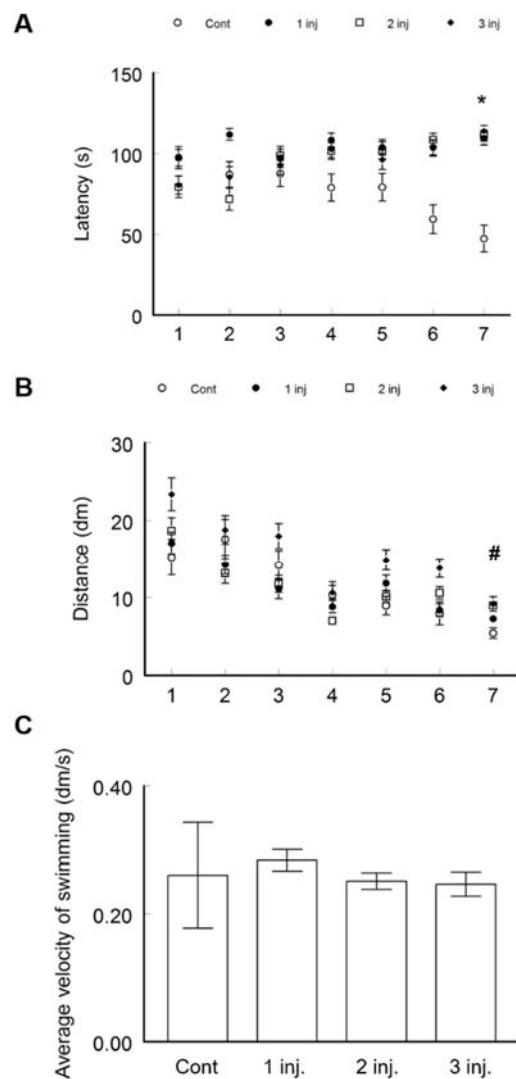 A
Cont 1 inj 2 inj 3 inj
Latency (s)
150
*
100
50
0
1 2 3 4 5 6 7
B
Cont 1 inj 2 inj 3 inj
Distance (dm)
30
20
#
10
0
1 2 3 4 5 6 7
C
Average velocity of swimming (dm/s)
0.40
0.20
0.00
Cont 1 inj. 2 inj. 3 inj.